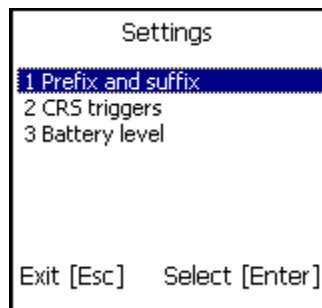 Settings
1 Prefix and suffix
2 CRS triggers
3 Battery level
Exit [Esc] Select [Enter]